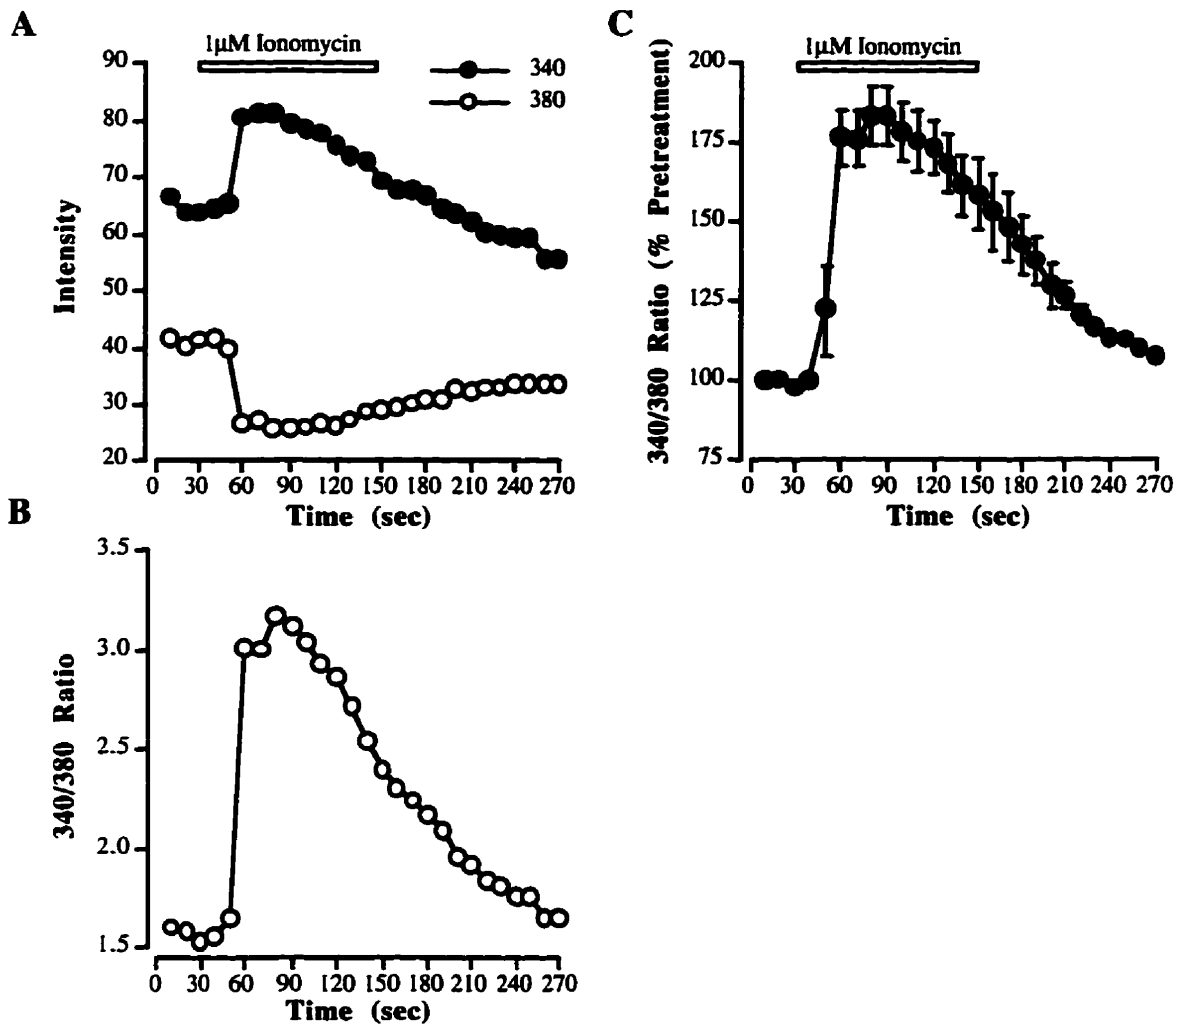 A
1μM Ionomycin
340
380
90
80
70
60
50
40
30
20
Intensity
0 30 60 90 120 150 180 210 240 270
Time (sec)
C
1μM Ionomycin
200
175
150
125
100
75
340/380 Ratio (% Pretreatment)
0 30 60 90 120 150 180 210 240 270
Time (sec)
B
3.5
3.0
2.5
2.0
1.5
340/380 Ratio
0 30 60 90 120 150 180 210 240 270
Time (sec)